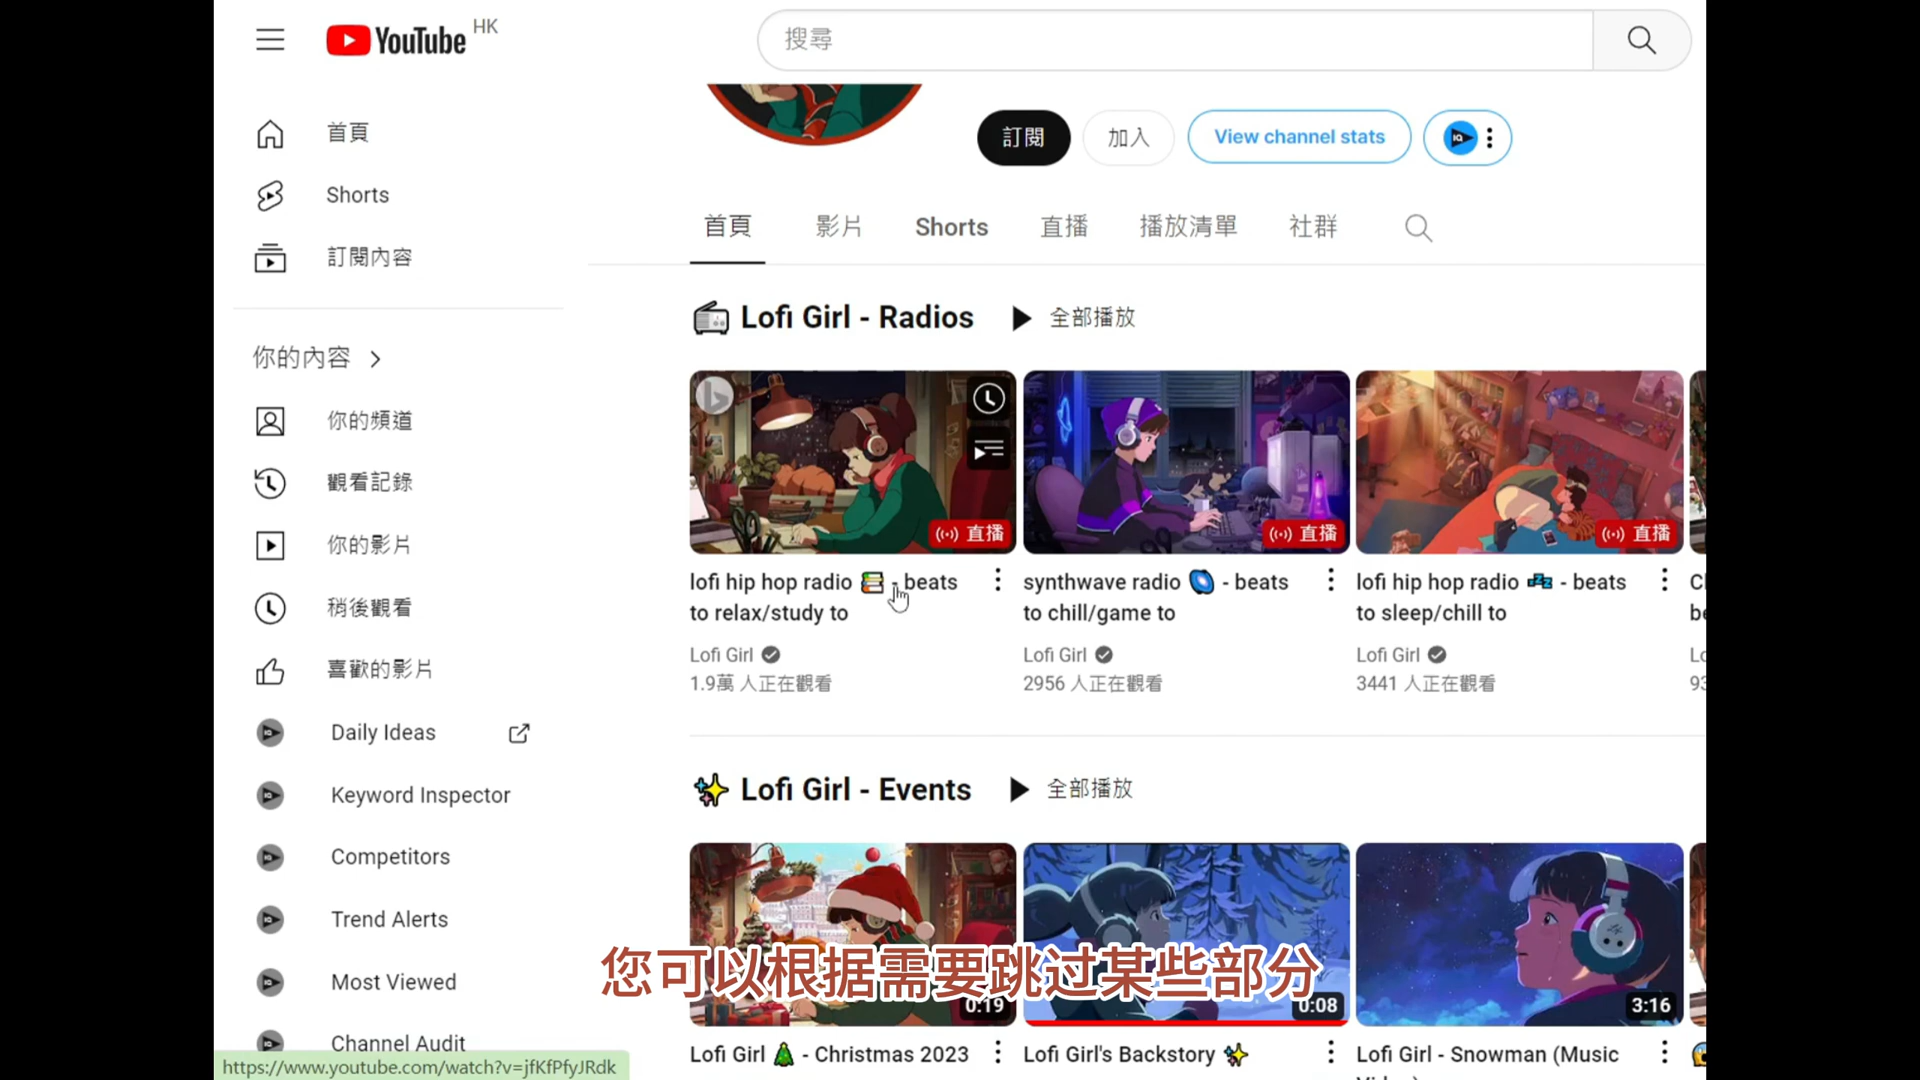 YouTube HK
搜尋
首頁
Shorts
訂閱內容
你的內容
你的頻道
觀看記錄
你的影片
稍後觀看
喜歡的影片
Daily Ideas
Keyword Inspector
Competitors
Trend Alerts
Most Viewed
Channel Audit
https://www.youtube.com/watch?v=jfKfPfyJRdk
訂閱 加入 View channel stats
首頁 影片 Shorts 直播 播放清單 社群
Lofi Girl - Radios 全部播放
直播 直播 直播
lofi hip hop radio 📚 - beats
to relax/study to
Lofi Girl
1.9萬 人正在觀看
synthwave radio 🌌 - beats
to chill/game to
Lofi Girl
2956 人正在觀看
lofi hip hop radio 💤 - beats
to sleep/chill to
Lofi Girl
3441 人正在觀看
Lofi Girl - Events 全部播放
您可以根据需要跳过某些部分
0:19 0:08 3:16
Lofi Girl 🎄 - Christmas 2023
Lofi Girl's Backstory ✨
Lofi Girl - Snowman (Music